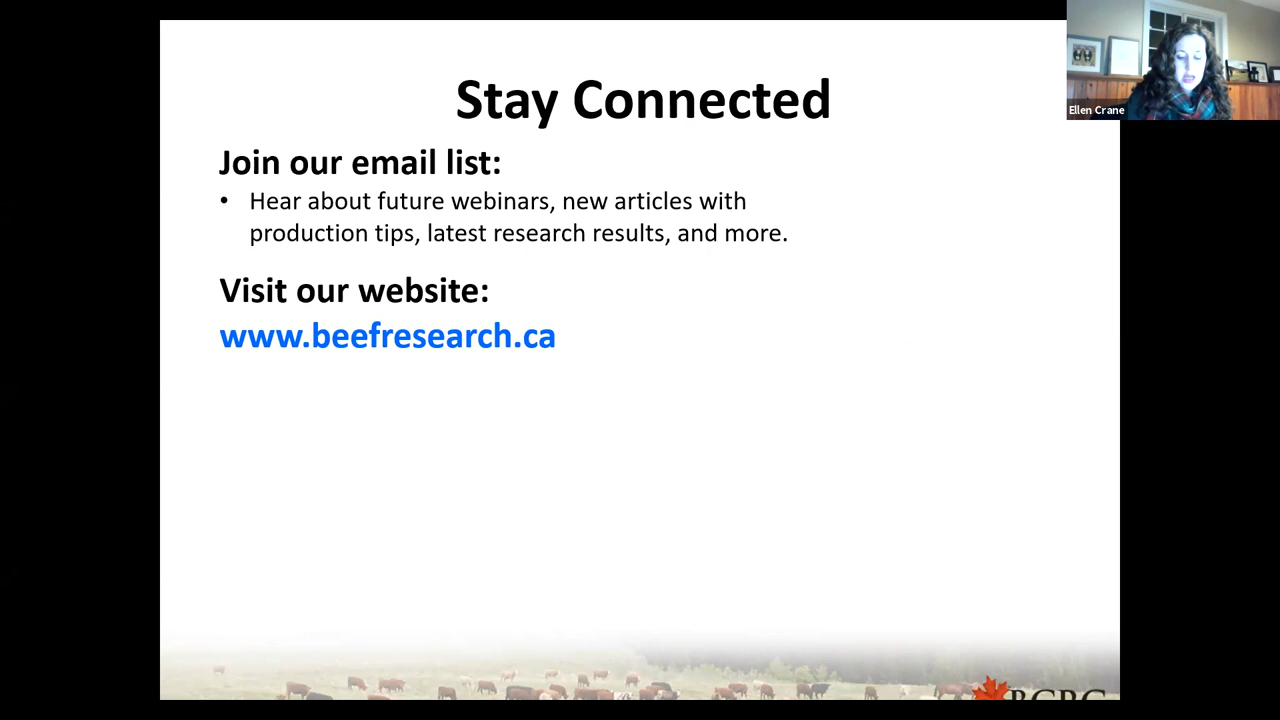 Stay Connected
Ellen Crane
Join our email list:
• Hear about future webinars, new articles with
production tips, latest research results, and more.
Visit our website:
www.beefresearch.ca
BCRC